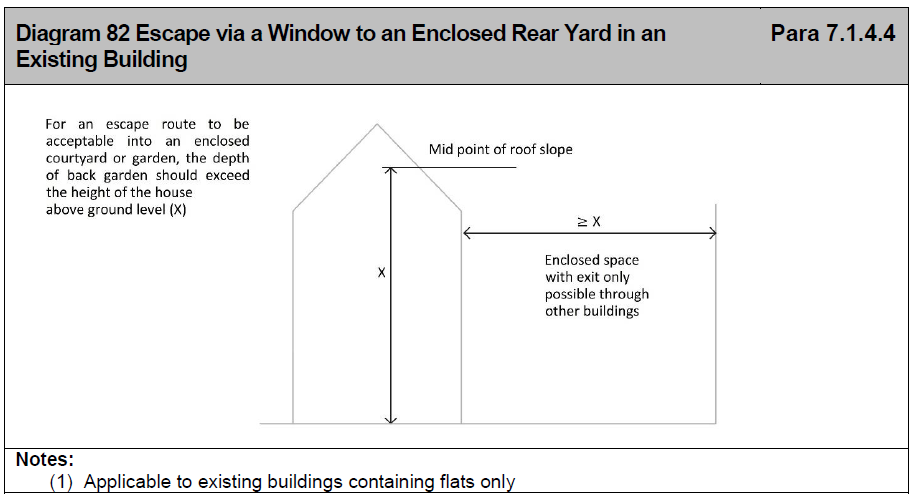 Diagram 82 Escape via a Window to an Enclosed Rear Yard in an
Existing Building
Para 7.1.4.4
For an escape route to be
acceptable into an enclosed
courtyard or garden, the depth
of back garden should exceed
the height of the house
above ground level (X)
Mid point of roof slope
≥ X
X
Enclosed space
with exit only
possible through
other buildings
Notes:
(1) Applicable to existing buildings containing flats only